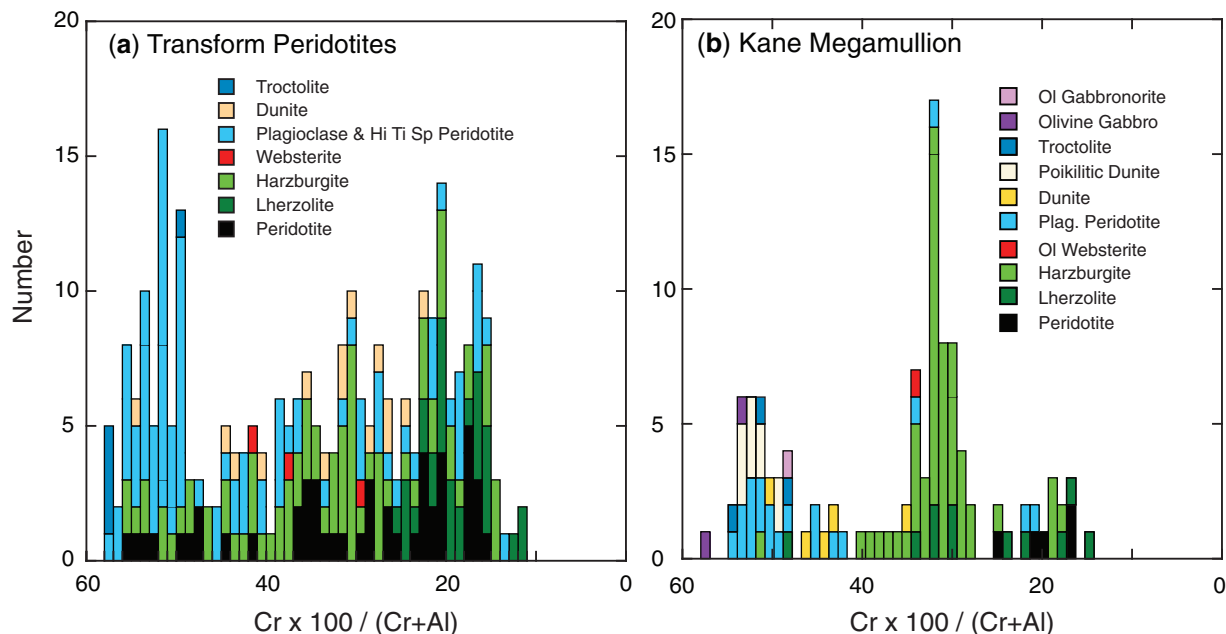 (a) Transform Peridotites
Number
20
15
10
5
0
60
40
20
0
Cr x 100 / (Cr+Al)
Troctolite
Dunite
Plagioclase & Hi Ti Sp Peridotite
Websterite
Harzburgite
Lherzolite
Peridotite
(b) Kane Megamullion
20
15
10
5
0
60
40
20
0
Cr x 100 / (Cr+Al)
Ol Gabbronorite
Olivine Gabbro
Troctolite
Poikilitic Dunite
Dunite
Plag. Peridotite
Ol Websterite
Harzburgite
Lherzolite
Peridotite